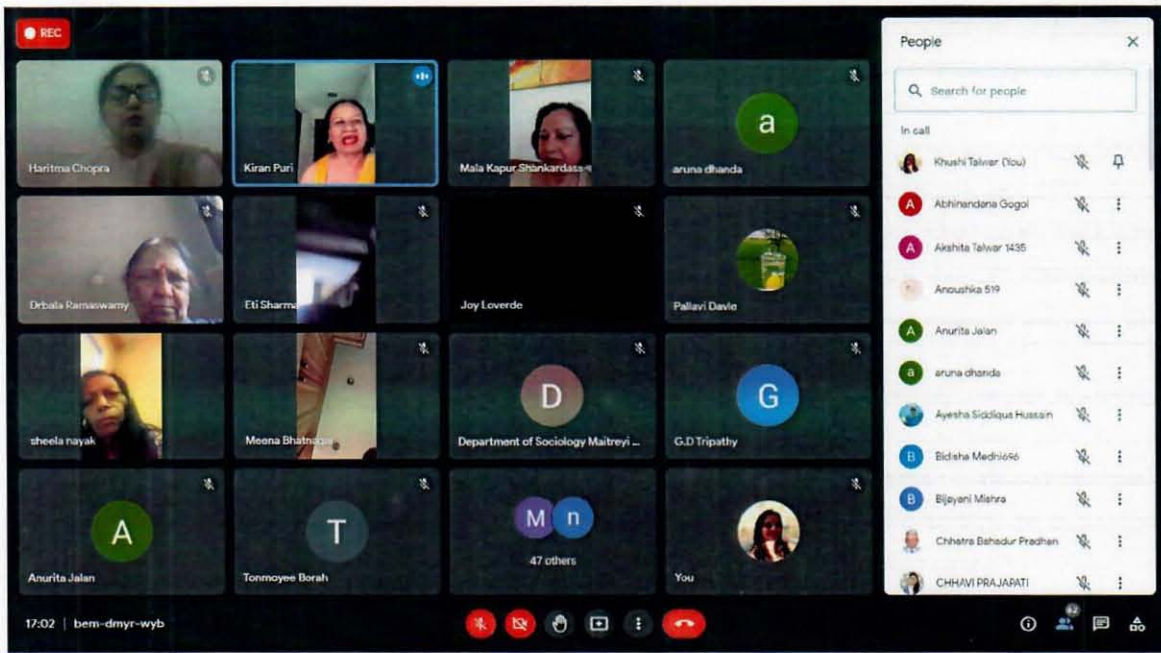 REC
Haritma Chopra
Kiran Puri
Mala Kapur Shankardass
a
aruna dhanda
Drbala Ramaswamy
Eti Sharma
Joy Loverde
Pallavi Davle
sheela nayak
Meena Bhatnagar
D
Department of Sociology Maitreyi ...
G
G.D Tripathy
A
Anurita Jalan
T
Tonmoyee Borah
M n
47 others
You
17:02 | bem-dmyr-wyb
62
People
Search for people
In call
Khushi Talwar (You)
A Abhinandana Gogoi
A Akshita Talwar 1435
Anoushka 519
A Anurita Jalan
a aruna dhanda
Ayesha Siddiqua Hussain
B Bidisha Medhi696
B Bijayani Mishra
Chhatra Bahadur Pradhan
CHHAVI PRAJAPATI